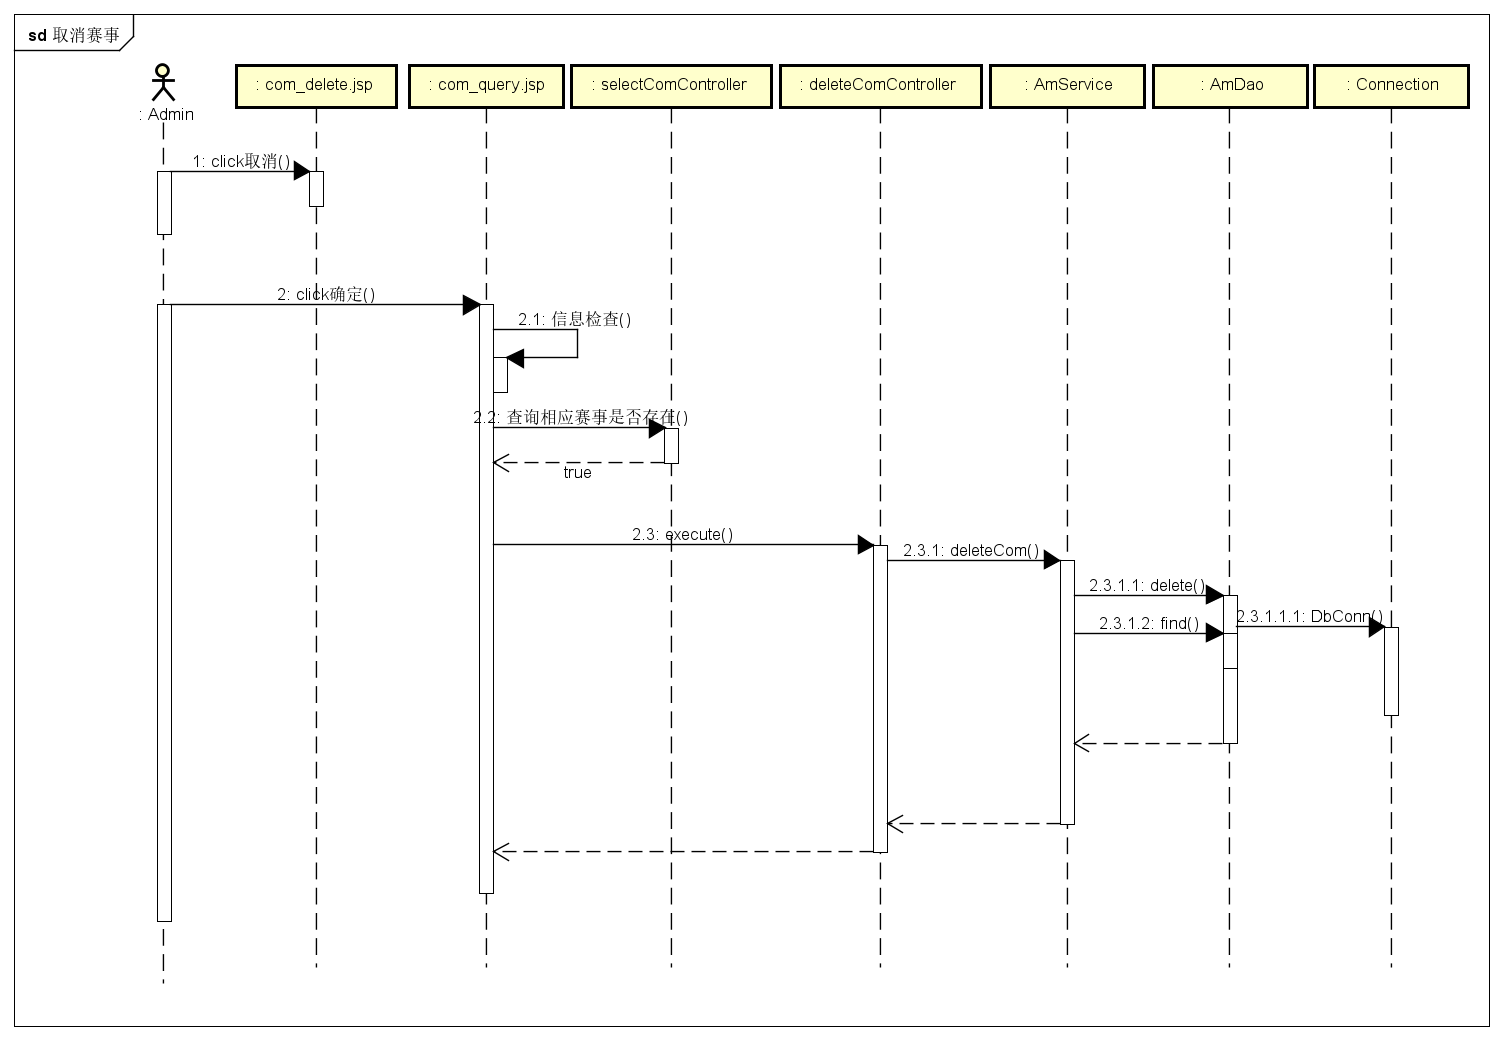 sd 取消赛事
: Admin
: com_delete.jsp
: com_query.jsp
: selectComController
: deleteComController
: AmService
: AmDao
: Connection
1: click取消()
2: click确定()
2.1: 信息检查()
2.2: 查询相应赛事是否存在()
true
2.3: execute()
2.3.1: deleteCom()
2.3.1.1: delete()
2.3.1.1.1: DbConn()
2.3.1.2: find()